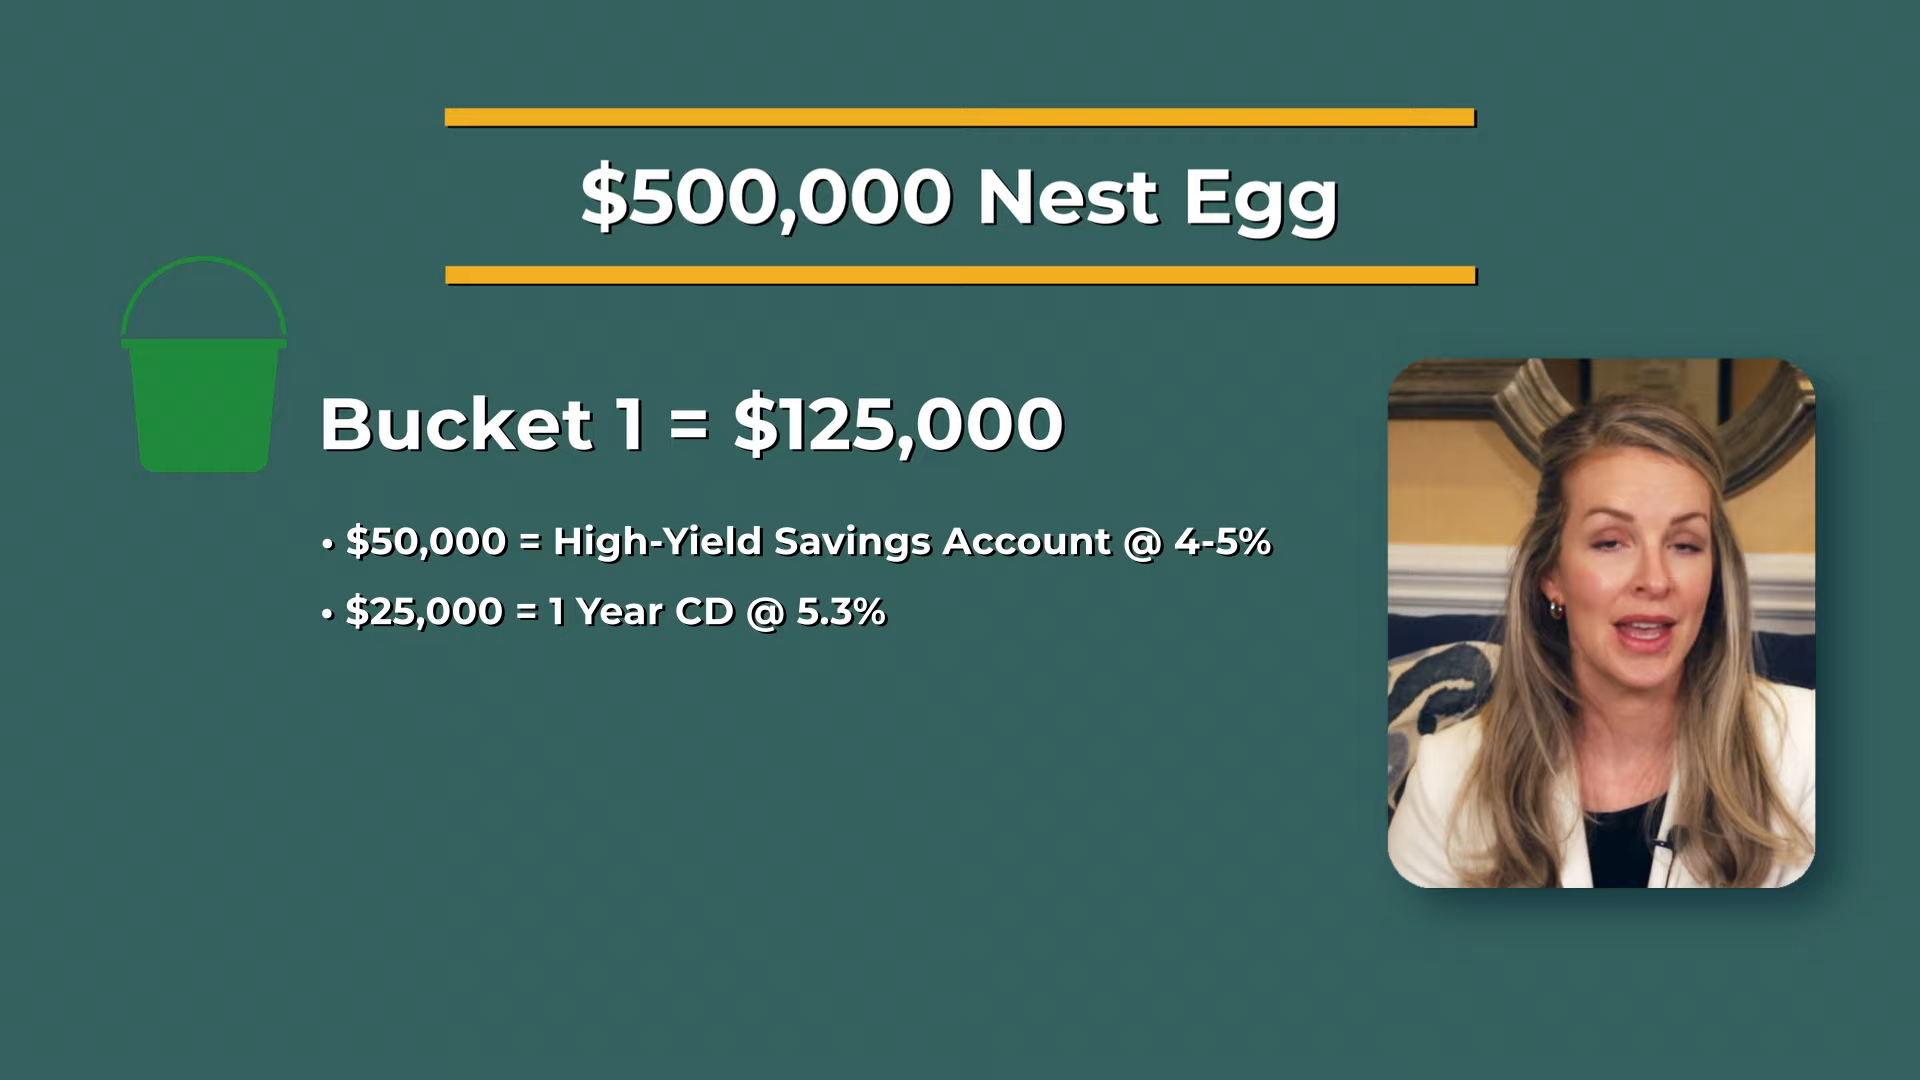 $500,000 Nest Egg
Bucket 1 = $125,000
• $50,000 = High-Yield Savings Account @ 4-5%
• $25,000 = 1 Year CD @ 5.3%